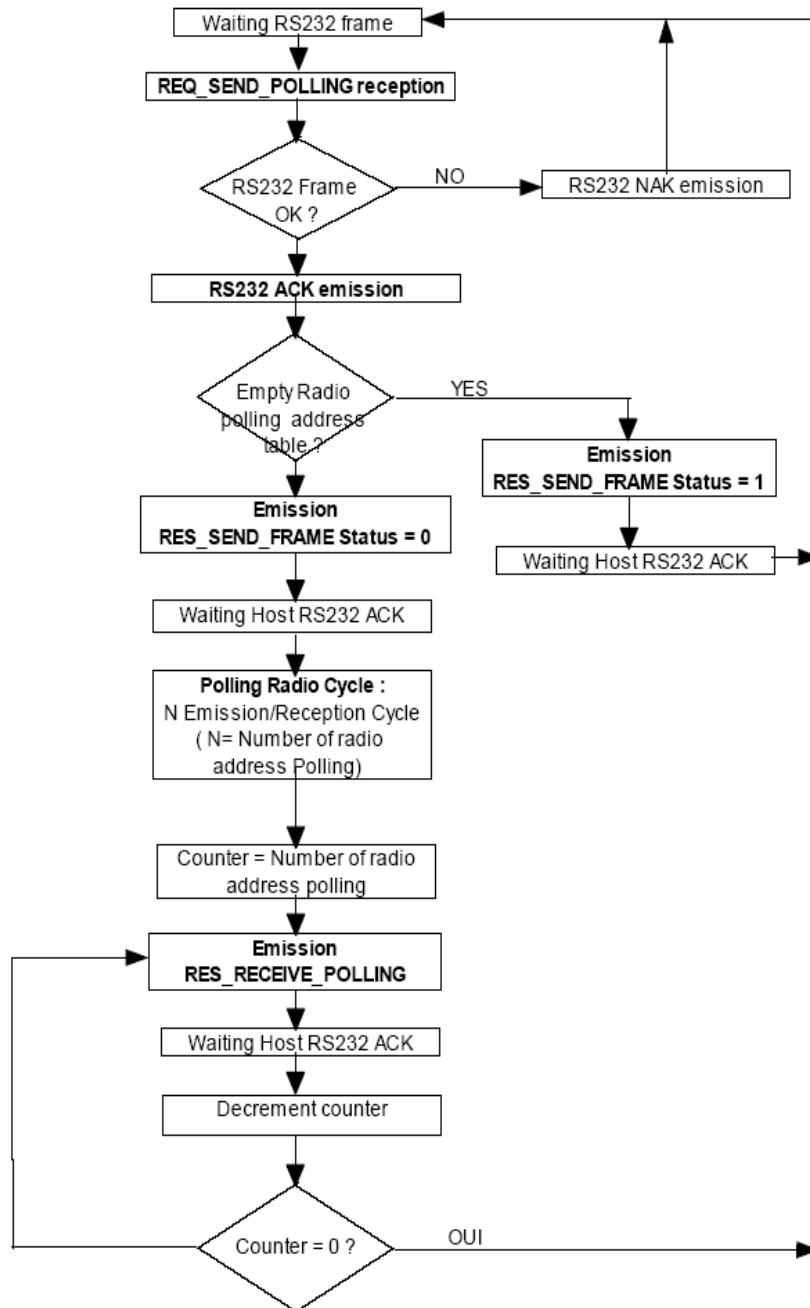 Waiting RS232 frame
REQ_SEND_POLLING reception
RS232 Frame
OK ?
NO
RS232 NAK emission
RS232 ACK emission
Empty Radio
polling address
table ?
YES
Emission
RES_SEND_FRAME Status = 1
Emission
RES_SEND_FRAME Status = 0
Waiting Host RS232 ACK
Waiting Host RS232 ACK
Polling Radio Cycle :
N Emission/Reception Cycle
( N= Number of radio
address Polling)
Counter = Number of radio
address polling
Emission
RES_RECEIVE_POLLING
Waiting Host RS232 ACK
Decrement counter
Counter = 0 ?
OUI